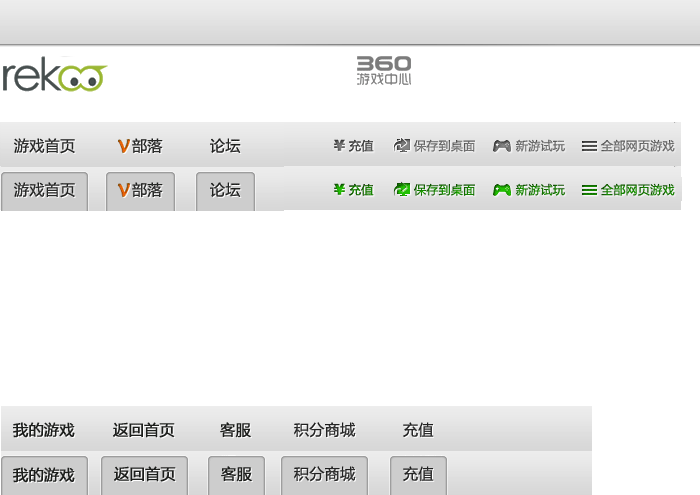 rekoo
360
游戏中心
游戏首页 V部落 论坛 ¥ 充值 保存到桌面 新游试玩 全部网页游戏
游戏首页 V部落 论坛 ¥ 充值 保存到桌面 新游试玩 全部网页游戏
我的游戏 返回首页 客服 积分商城 充值
我的游戏 返回首页 客服 积分商城 充值